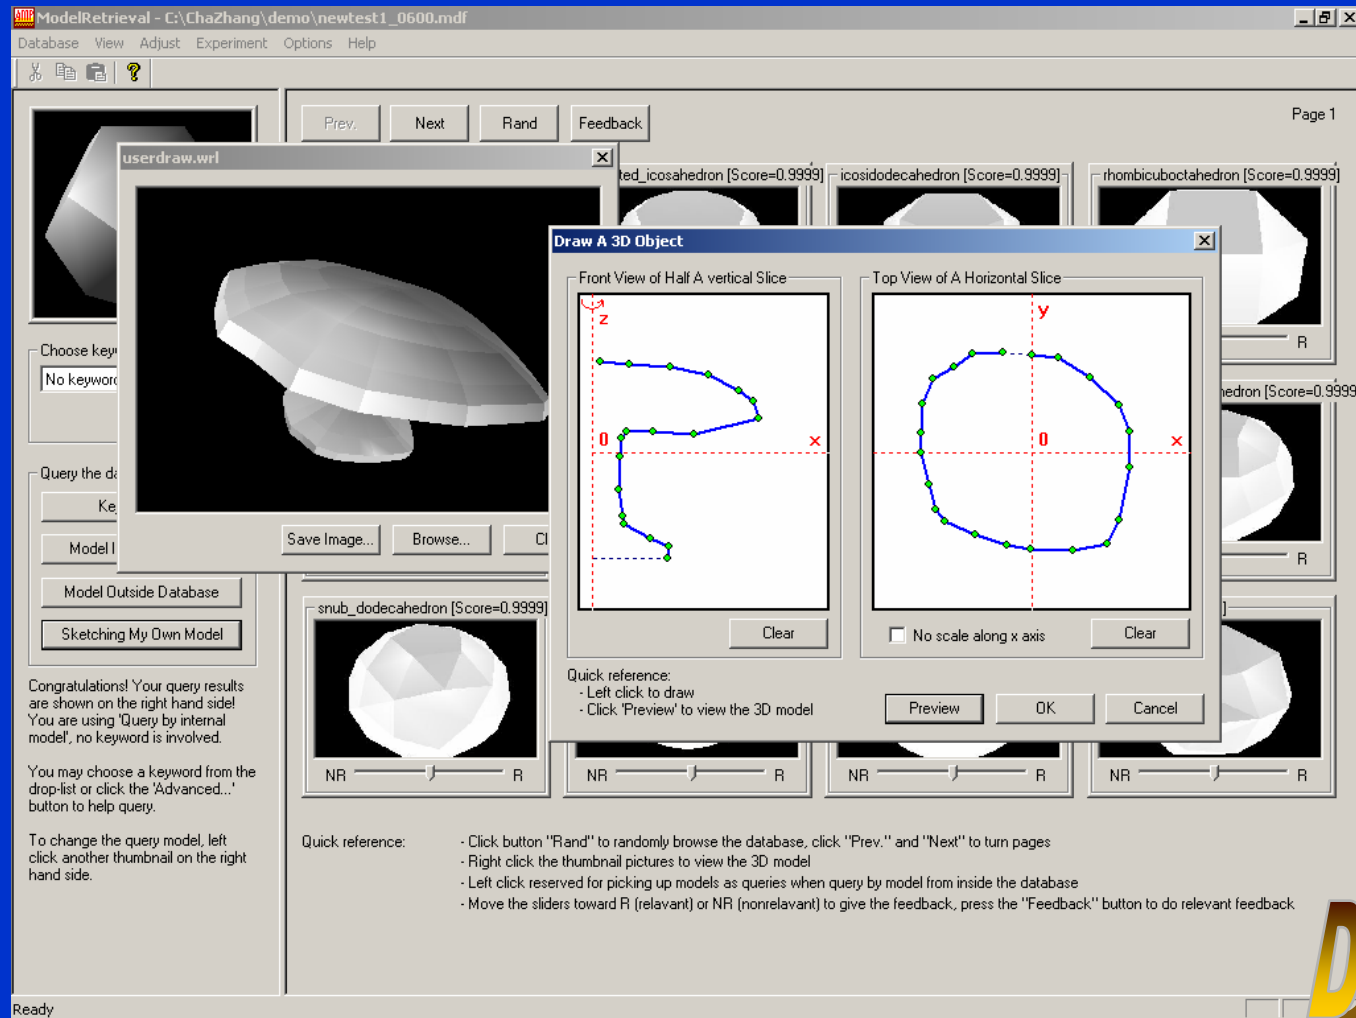 ModelRetrieval - C:\ChaZhang\demo\newtest1_0600.mdf
Database View Adjust Experiment Options Help
Prev. Next Rand Feedback
Page 1
userdraw.wrl
[Score=0.9999]
icosidodecahedron [Score=0.9999]
rhombicuboctahedron [Score=0.9999]
Draw A 3D Object
Front View of Half A vertical Slice
Top View of A Horizontal Slice
z
0
x
y
0
x
R
Choose
No
[Score=0.9999
Query the
Save Image...
Browse...
R
Model
Model Outside Database
Sketching My Own Model
snub_dodecahedron [Score=0.9999]
Clear
No scale along x axis
Clear
Quick reference:
- Left click to draw
- Click 'Preview' to view the 3D model
Preview
OK
Cancel
NR R
NR R
NR R
NR R
Congratulations! Your query results
are shown on the right hand side!
You are using 'Query by internal
model', no keyword is involved.
You may choose a keyword from the
drop-list or click the 'Advanced...'
button to help query.
To change the query model, left
click another thumbnail on the right
hand side.
Quick reference:
- Click button "Rand" to randomly browse the database, click "Prev." and "Next" to turn pages
- Right click the thumbnail pictures to view the 3D model
- Left click reserved for picking up models as queries when query by model from inside the database
- Move the sliders toward R (relavant) or NR (nonrelavant) to give the feedback, press the "Feedback" button to do relevant feedback
D
Ready